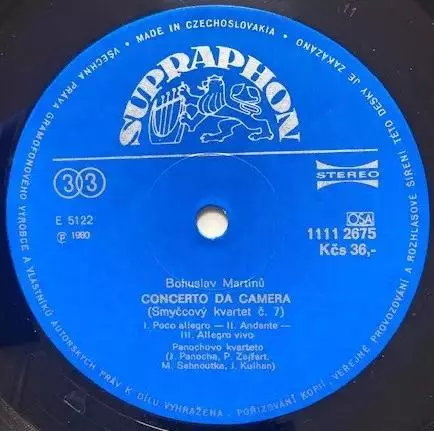 MADE IN CZECHOSLOVAKIA • VŠECHNA PRÁVA GRAMOFONOVÉHO VÝROBCE A VLASTNÍKŮ AUTORSKÝCH PRÁV K DÍLU VYHRAŽENA. POŘIZOVÁNÍ KOPIÍ, VEŘEJNÉ PROVOZOVÁNÍ A ROZHLASOVÉ ŠÍŘENÍ TÉTO DESKY JE ZAKÁZÁNO
SUPRAPHON
33
STEREO
E 5122
Ⓟ 1980
OSA
1111 2675
Kčs 36,-
Bohuslav Martinů
CONCERTO DA CAMERA
(Smyčcový kvartet č. 7)
I. Poco allegro — II. Andante —
III. Allegro vivo
Panochovo kvarteto
(J. Panocha, P. Zejfart,
M. Sehnoutka, J. Kulhan)